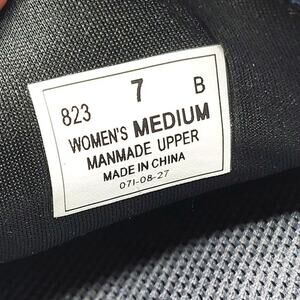 823 7 B
WOMEN'S MEDIUM
MANMADE UPPER
MADE IN CHINA
071-08-27